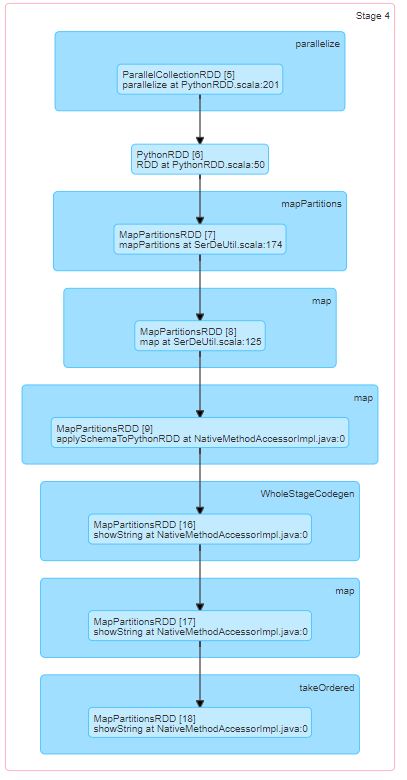 Stage 4
parallelize
ParallelCollectionRDD [5]
parallelize at PythonRDD.scala:201
PythonRDD [6]
RDD at PythonRDD.scala:50
mapPartitions
MapPartitionsRDD [7]
mapPartitions at SerDeUtil.scala:174
map
MapPartitionsRDD [8]
map at SerDeUtil.scala:125
map
MapPartitionsRDD [9]
applySchemaToPythonRDD at NativeMethodAccessorImpl.java:0
WholeStageCodegen
MapPartitionsRDD [16]
showString at NativeMethodAccessorImpl.java:0
map
MapPartitionsRDD [17]
showString at NativeMethodAccessorImpl.java:0
takeOrdered
MapPartitionsRDD [18]
showString at NativeMethodAccessorImpl.java:0